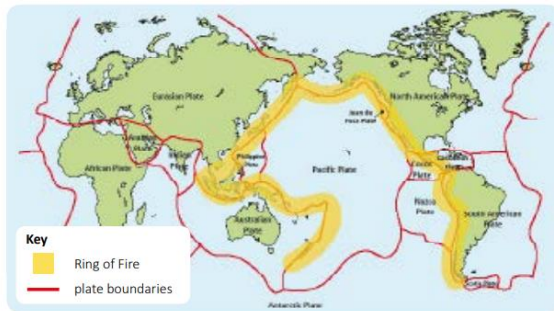 Eurasian Plate
North American Plate
Juan de
Fuca Plate
Arabian
Plate
Indian
Plate
African Plate
Philippine
Plate
Pacific Plate
Cocos
Plate
Caribbean
Plate
Nazca
Plate
South American
Plate
Australian
Plate
Scotia Plate
Antarctic Plate
Key
Ring of Fire
plate boundaries